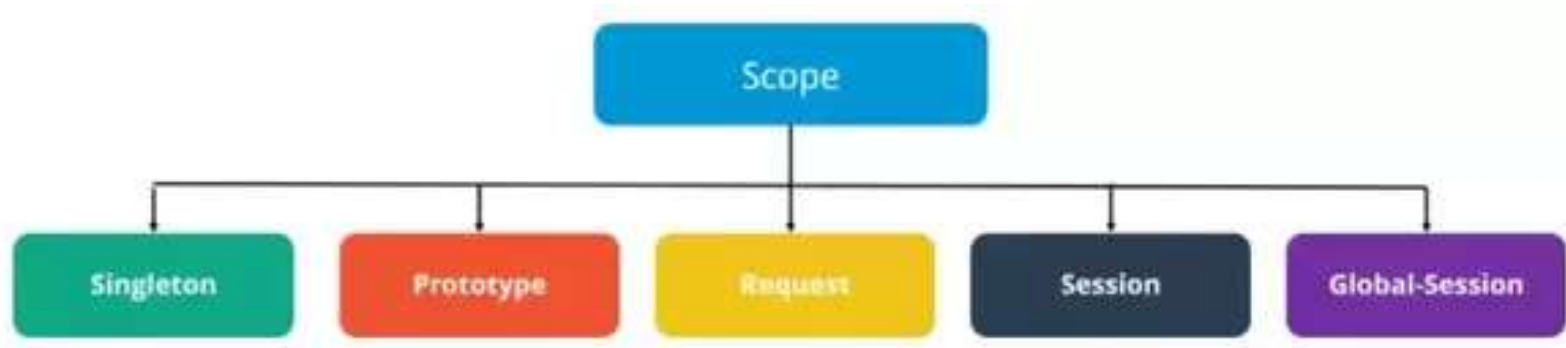 Scope
Singleton
Prototype
Request
Session
Global-Session